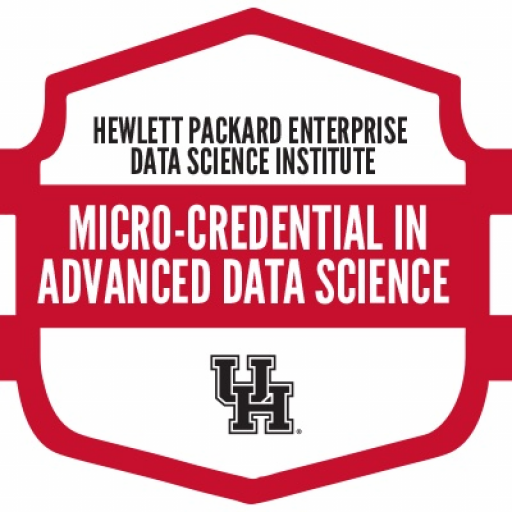 HEWLETT PACKARD ENTERPRISE
DATA SCIENCE INSTITUTE
MICRO-CREDENTIAL IN
ADVANCED DATA SCIENCE
UH®